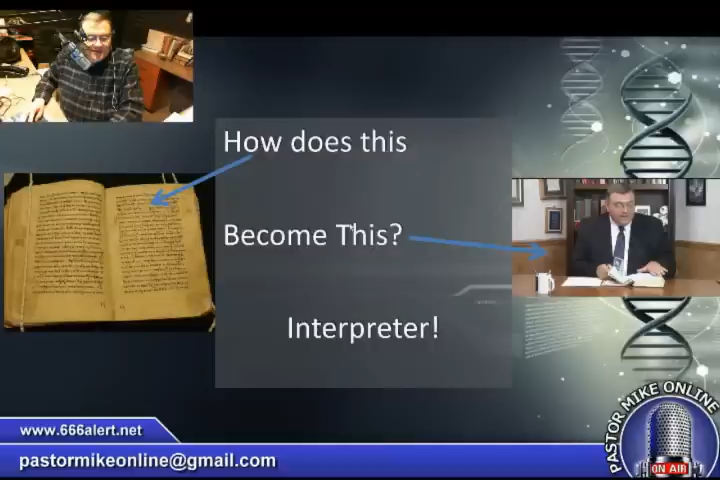 How does this
Become This?
Interpreter!
www.666alert.net
pastormikeonline@gmail.com
PASTOR MIKE ONLINE
ON AIR